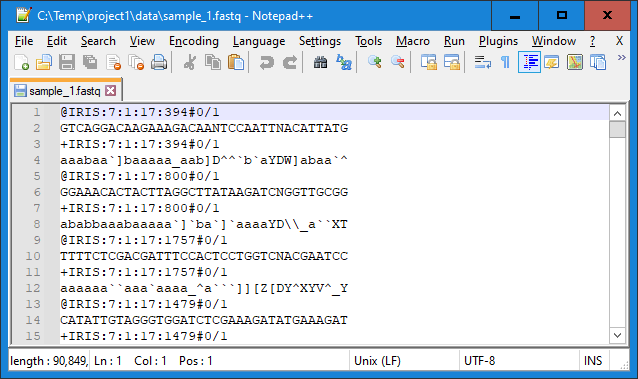 C:\Temp\project1\data\sample_1.fastq - Notepad++
File Edit Search View Encoding Language Settings Tools Macro Run Plugins Window ? X
sample_1.fastq
1 @IRIS:7:1:17:394#0/1
2 GTCAGGACAAGAAAGACAANTCCAATTNACATTATG
3 +IRIS:7:1:17:394#0/1
4 aaabaa`]baaaaa_aab]D^^`b`aYDW]abaa`^
5 @IRIS:7:1:17:800#0/1
6 GGAAACACTACTTAGGCTTATAAGATCNGGTTGCGG
7 +IRIS:7:1:17:800#0/1
8 ababbaaabaaaaa`]`ba`]`aaaaYD\\_a``XT
9 @IRIS:7:1:17:1757#0/1
10 TTTTCTCGACGATTTCCACTCCTGGTCNACGAATCC
11 +IRIS:7:1:17:1757#0/1
12 aaaaaa``aaa`aaaa_^a```]][Z[DY^XYV^_Y
13 @IRIS:7:1:17:1479#0/1
14 CATATTGTAGGGTGGATCTCGAAAGATATGAAAGAT
15 +IRIS:7:1:17:1479#0/1
length : 90,849, Ln : 1 Col : 1 Pos : 1 Unix (LF) UTF-8 INS